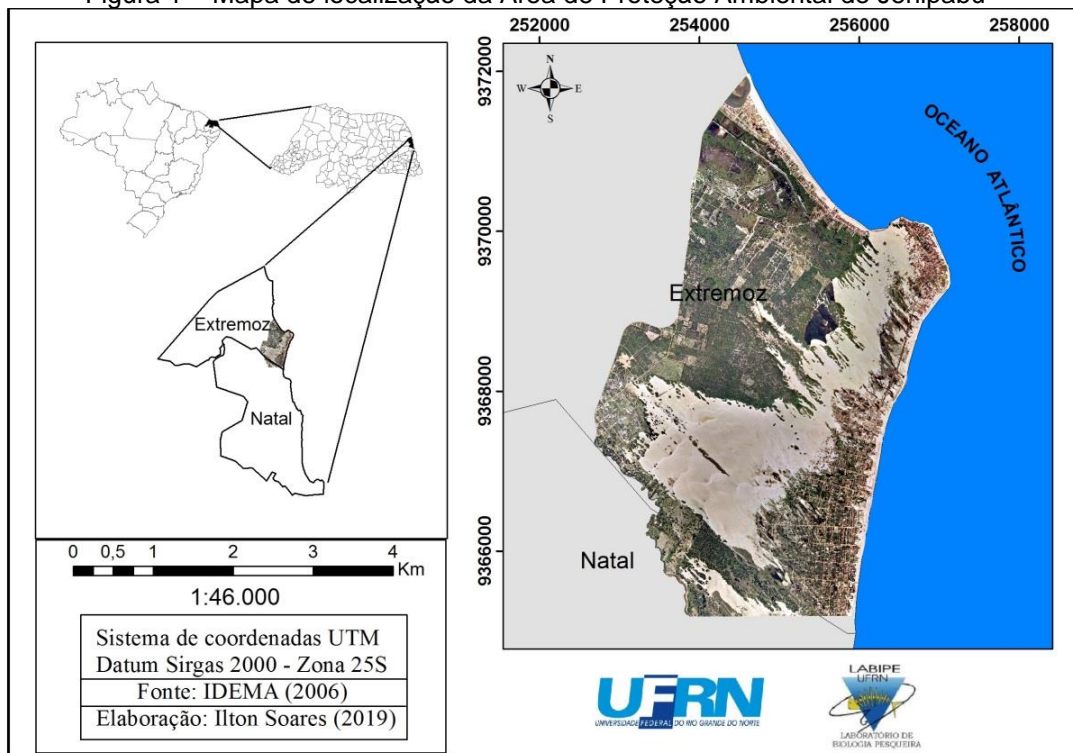 Figura 1 – Mapa de localização da Área de Proteção Ambiental de Jenipabu
252000 254000 256000 258000
9372000
9370000
9368000
9366000
N
W E
S
OCEANO ATLÂNTICO
Extremoz
Natal
Extremoz
Natal
0 0,5 1 2 3 4
Km
1:46.000
Sistema de coordenadas UTM
Datum Sirgas 2000 - Zona 25S
Fonte: IDEMA (2006)
Elaboração: Ilton Soares (2019)
UFRN
UNIVERSIDADE FEDERAL DO RIO GRANDE DO NORTE
LABIPE
UFRN
LABORATÓRIO DE
BIOLOGIA PESQUEIRA